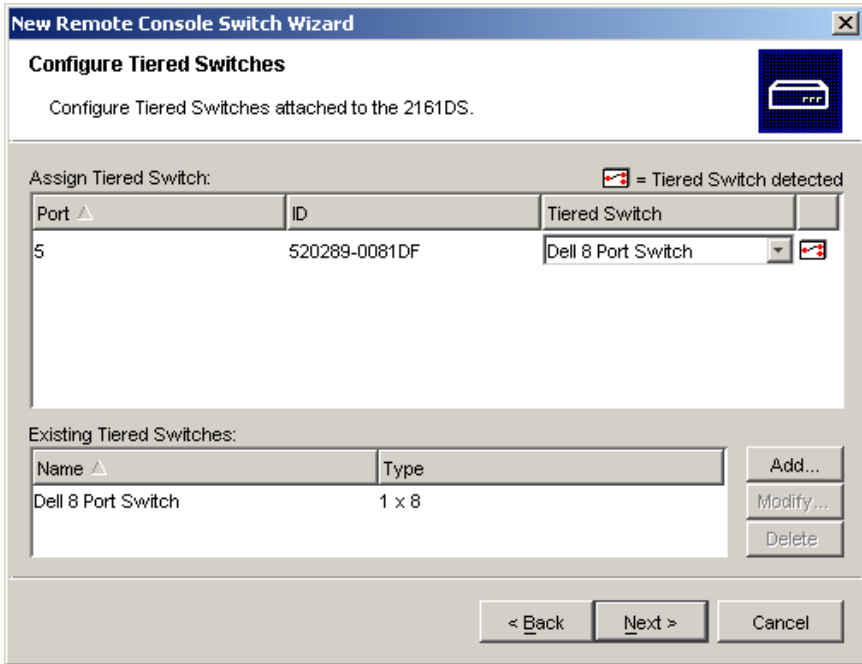 New Remote Console Switch Wizard
Configure Tiered Switches
Configure Tiered Switches attached to the 2161DS.
Assign Tiered Switch:
= Tiered Switch detected
Port ID Tiered Switch
5 520289-0081DF Dell 8 Port Switch
Existing Tiered Switches:
Name Type
Dell 8 Port Switch 1 x 8
Add...
Modify...
Delete
< Back Next > Cancel